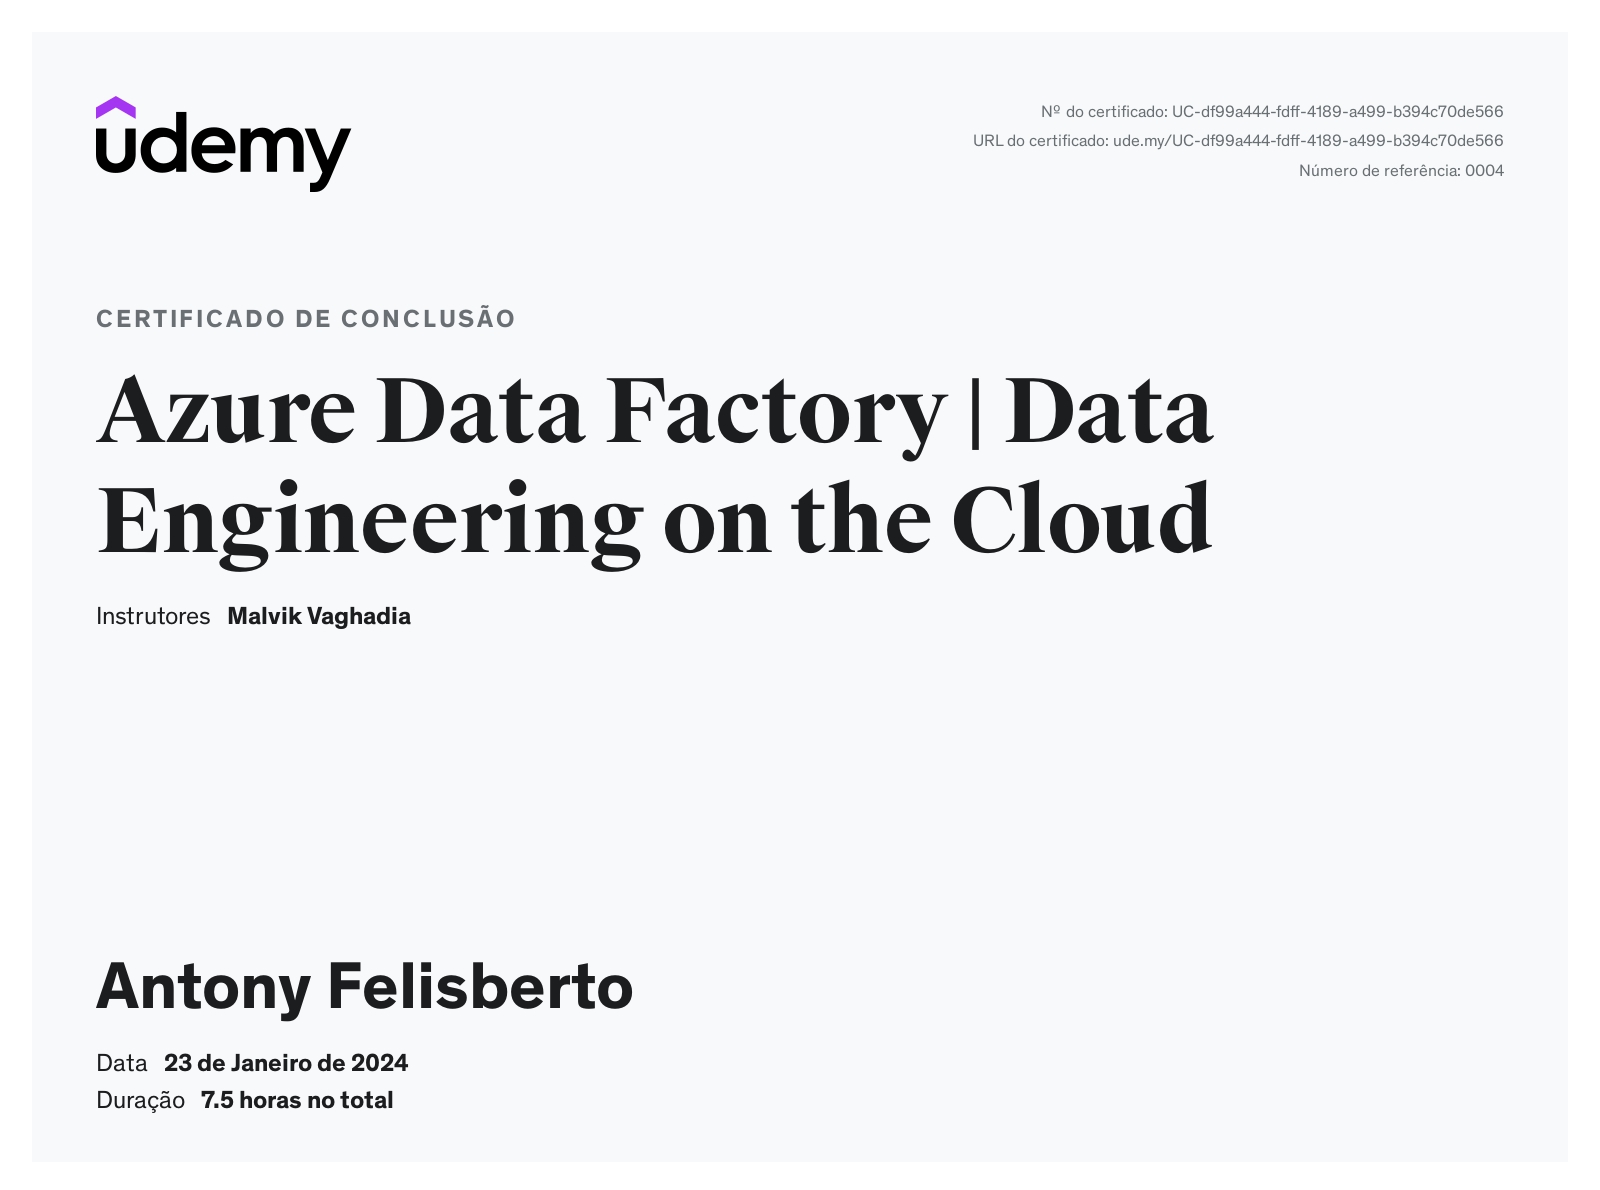 udemy
Nº do certificado: UC-df99a444-fdff-4189-a499-b394c70de566
URL do certificado: ude.my/UC-df99a444-fdff-4189-a499-b394c70de566
Número de referência: 0004
CERTIFICADO DE CONCLUSÃO
Azure Data Factory | Data
Engineering on the Cloud
Instrutores Malvik Vaghadia
Antony Felisberto
Data 23 de Janeiro de 2024
Duração 7.5 horas no total